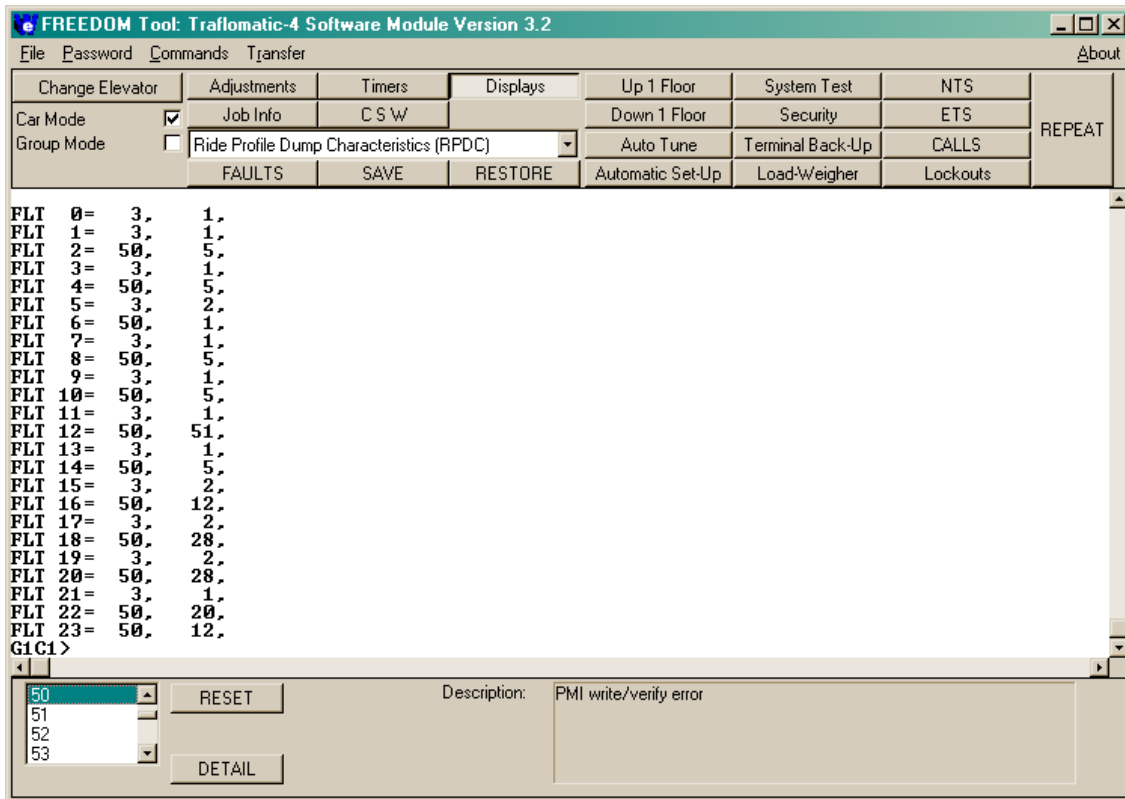 FREEDOM Tool: Traflomatic-4 Software Module Version 3.2
File Password Commands Transfer About
Change Elevator Adjustments Timers Displays Up 1 Floor System Test NTS
Car Mode Job Info C S W Down 1 Floor Security ETS
REPEAT
Group Mode Ride Profile Dump Characteristics (RPDC) Auto Tune Terminal Back-Up CALLS
FAULTS SAVE RESTORE Automatic Set-Up Load-Weigher Lockouts
FLT 0= 3, 1,
FLT 1= 3, 1,
FLT 2= 50, 5,
FLT 3= 3, 1,
FLT 4= 50, 5,
FLT 5= 3, 2,
FLT 6= 50, 1,
FLT 7= 3, 1,
FLT 8= 50, 5,
FLT 9= 3, 1,
FLT 10= 50, 5,
FLT 11= 3, 1,
FLT 12= 50, 51,
FLT 13= 3, 1,
FLT 14= 50, 5,
FLT 15= 3, 2,
FLT 16= 50, 12,
FLT 17= 3, 2,
FLT 18= 50, 28,
FLT 19= 3, 2,
FLT 20= 50, 28,
FLT 21= 3, 1,
FLT 22= 50, 20,
FLT 23= 50, 12,
G1C1>
50 RESET Description: PMI write/verify error
51
52
53
DETAIL